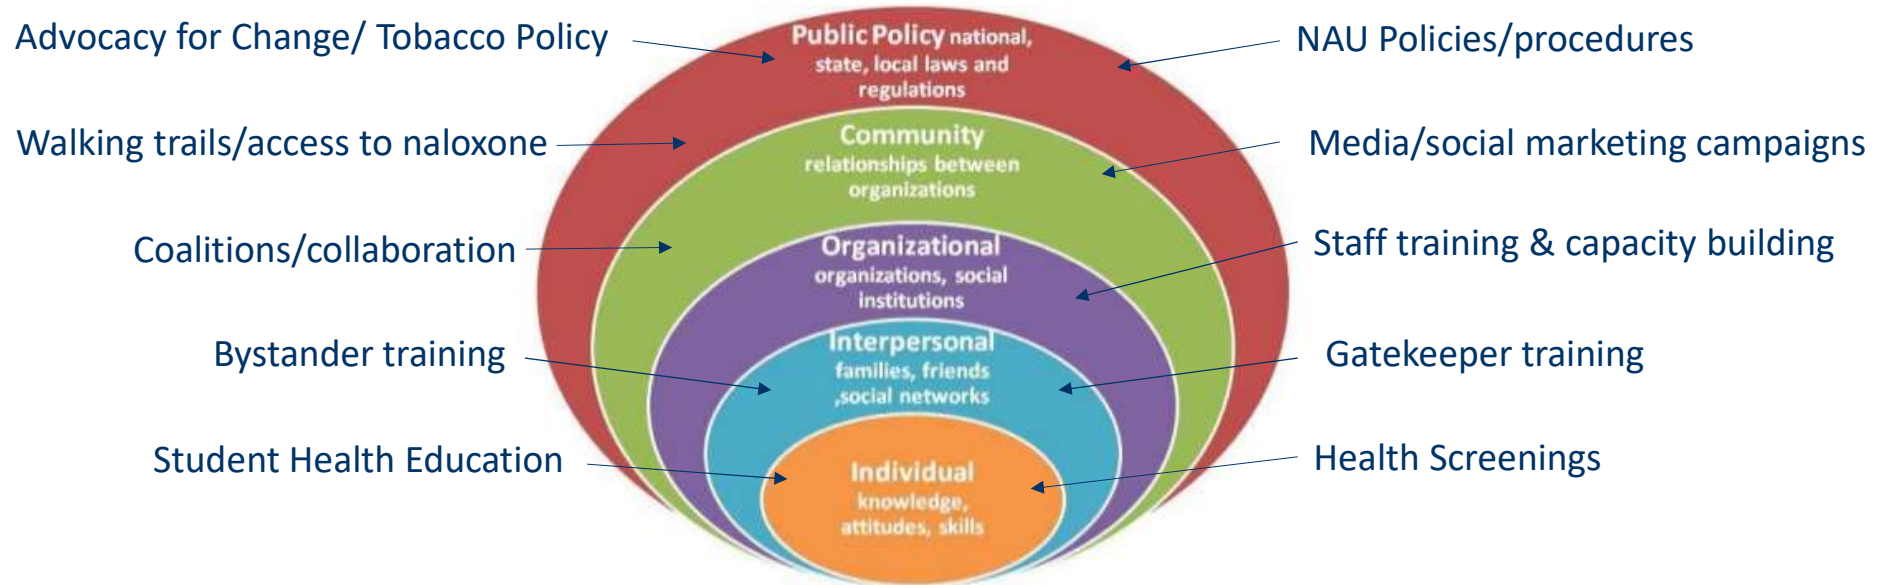 Advocacy for Change/ Tobacco Policy
Public Policy national,
state, local laws and
regulations
NAU Policies/procedures
Walking trails/access to naloxone
Community
relationships between
organizations
Media/social marketing campaigns
Coalitions/collaboration
Organizational
organizations, social
institutions
Staff training & capacity building
Bystander training
Interpersonal
families, friends
,social networks
Gatekeeper training
Student Health Education
Individual
knowledge,
attitudes, skills
Health Screenings